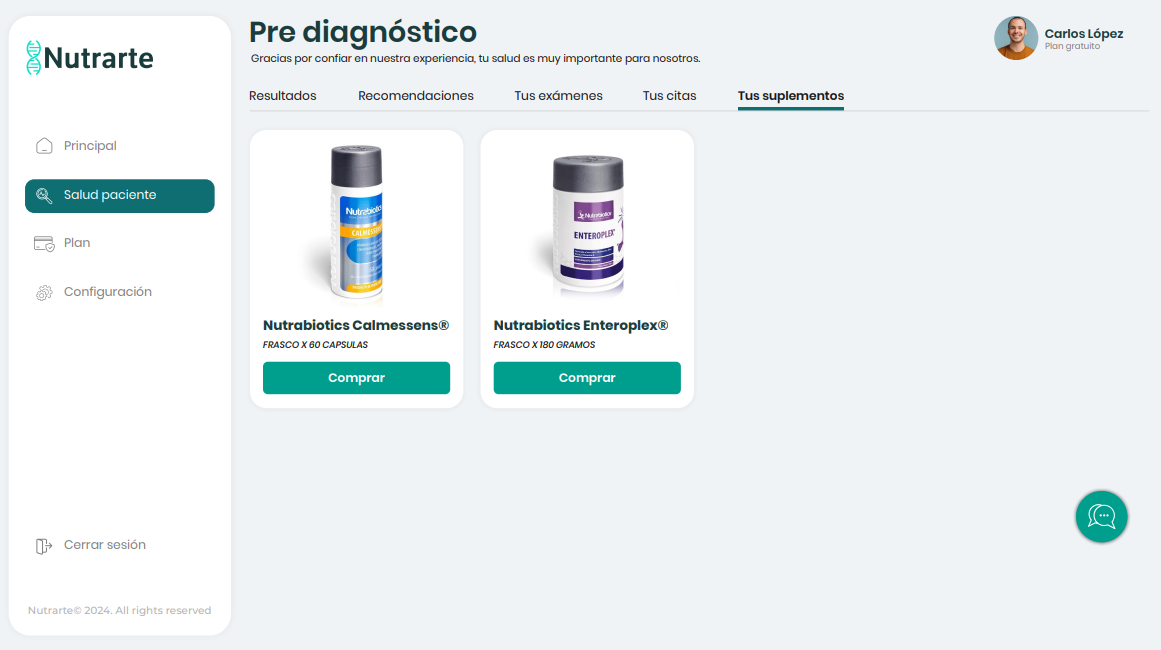 Nutrarte
Principal
Salud paciente
Plan
Configuración
Cerrar sesión
Nutrarte© 2024. All rights reserved
Pre diagnóstico
Gracias por confiar en nuestra experiencia, tu salud es muy importante para nosotros.
Carlos López
Plan gratuito
Resultados Recomendaciones Tus exámenes Tus citas Tus suplementos
Nutrabiotics
Nutrabiotics Calmessens®
FRASCO X 60 CAPSULAS
Comprar
Nutrabiotics
ENTEROPLEX®
Nutrabiotics Enteroplex®
FRASCO X 180 GRAMOS
Comprar